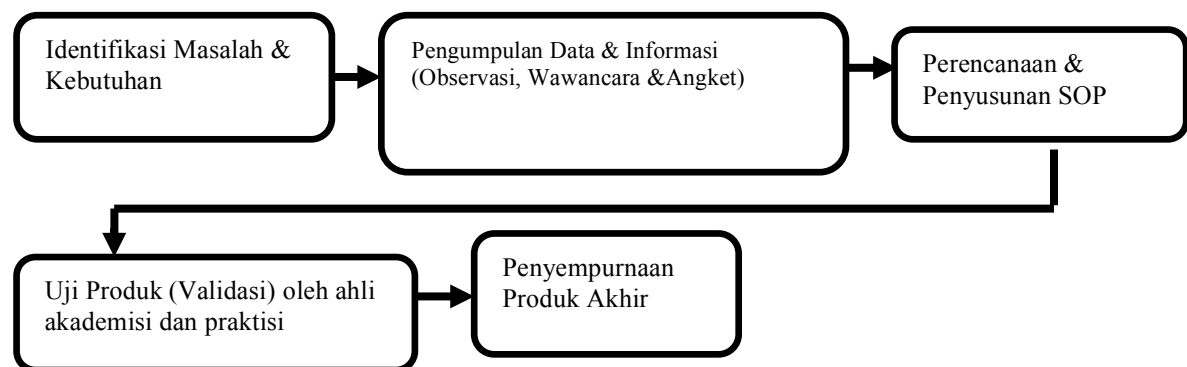 Identifikasi Masalah &
Kebutuhan
Pengumpulan Data & Informasi
(Observasi, Wawancara &Angket)
Perencanaan &
Penyusunan SOP
Uji Produk (Validasi) oleh ahli
akademisi dan praktisi
Penyempurnaan
Produk Akhir